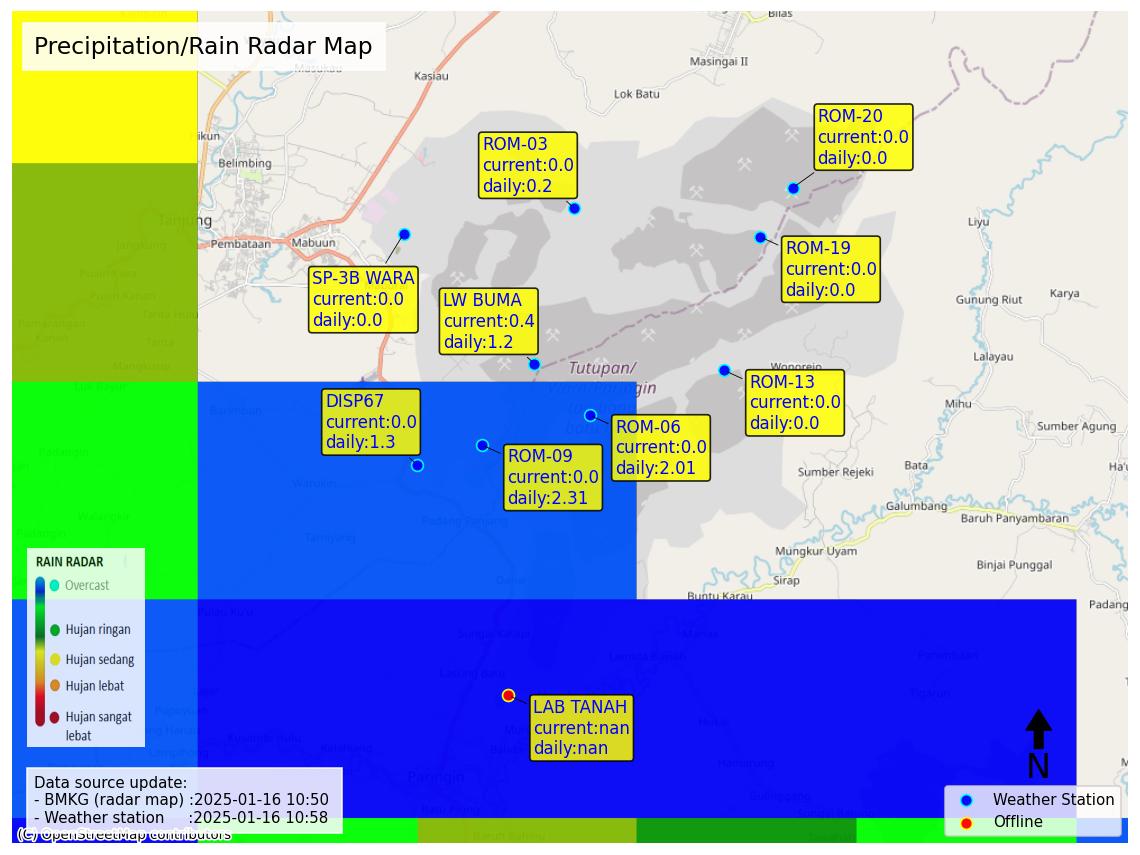 Precipitation/Rain Radar Map
Bilas
Masingai II
Kasiau
Lok Batu
Masukau
ROM-20
current:0.0
daily:0.0
ROM-03
current:0.0
daily:0.2
Belimbing
Tanjung
Pembataan
Mabuun
Jangkung
Liyu
ROM-19
current:0.0
daily:0.0
SP-3B WARA
current:0.0
daily:0.0
LW BUMA
current:0.4
daily:1.2
Gunung Riut
Karya
Lalayau
Tutupan/
Wonorejo
ROM-13
current:0.0
daily:0.0
Mihu
DISP67
current:0.0
daily:1.3
ROM-06
current:0.0
daily:2.01
ROM-09
current:0.0
daily:2.31
Sumber Agung
Bata
Sumber Rejeki
Galumbang
Baruh Panyambaran
Mungkur Uyam
Binjai Punggal
Sirap
Buntu Karau
Padang
RAIN RADAR
Overcast
Hujan ringan
Hujan sedang
Hujan lebat
Hujan sangat
lebat
LAB TANAH
current:nan
daily:nan
Paringin
N
Data source update:
- BMKG (radar map) :2025-01-16 10:50
- Weather station :2025-01-16 10:58
(C) OpenStreetMap contributors
Weather Station
Offline